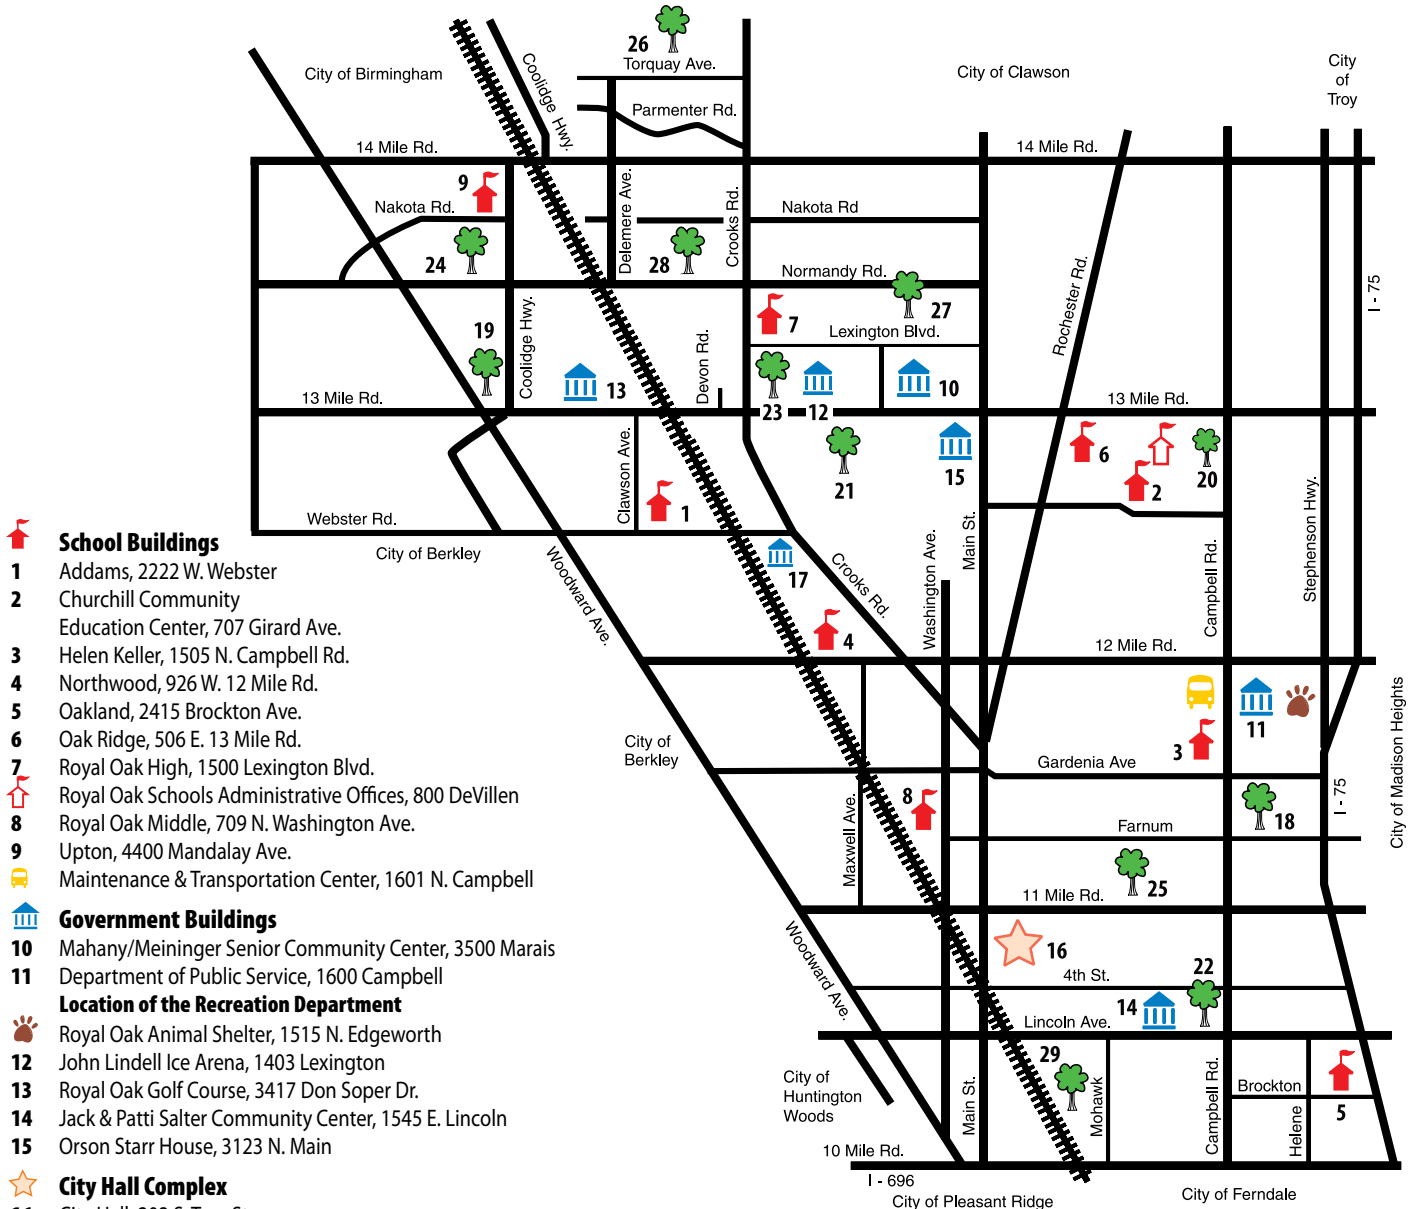 26
Torquay Ave.
City of Birmingham
Coolidge Hwy.
City of Clawson
City
of
Troy
Parmenter Rd.
14 Mile Rd.
14 Mile Rd.
9
Nakota Rd.
Delemere Ave.
Crooks Rd.
Nakota Rd
24
28
Normandy Rd.
Rochester Rd.
I - 75
27
7
Lexington Blvd.
19
Coolidge Hwy.
Devon Rd.
13
10
13 Mile Rd.
23
12
13 Mile Rd.
Clawson Ave.
6
21
15
2
20
Stephenson Hwy.
1
Webster Rd.
Main St.
City of Berkley
Woodward Ave.
17
Crooks Rd.
Washington Ave.
Campbell Rd.
4
12 Mile Rd.
City of
Berkley
11
3
Gardenia Ave
City of Madison Heights
8
Maxwell Ave.
18
I - 75
Farnum
25
11 Mile Rd.
Woodward Ave.
16
4th St.
22
14
Lincoln Ave.
29
City of
Huntington
Woods
Main St.
Mohawk
Campbell Rd.
Brockton
Helene
5
10 Mile Rd.
I - 696
City of Pleasant Ridge
City of Ferndale
School Buildings
1 Addams, 2222 W. Webster
2 Churchill Community
Education Center, 707 Girard Ave.
3 Helen Keller, 1505 N. Campbell Rd.
4 Northwood, 926 W. 12 Mile Rd.
5 Oakland, 2415 Brockton Ave.
6 Oak Ridge, 506 E. 13 Mile Rd.
7 Royal Oak High, 1500 Lexington Blvd.
Royal Oak Schools Administrative Offices, 800 DeVillen
8 Royal Oak Middle, 709 N. Washington Ave.
9 Upton, 4400 Mandalay Ave.
Maintenance & Transportation Center, 1601 N. Campbell
Government Buildings
10 Mahany/Meininger Senior Community Center, 3500 Marais
11 Department of Public Service, 1600 Campbell
Location of the Recreation Department
Royal Oak Animal Shelter, 1515 N. Edgeworth
12 John Lindell Ice Arena, 1403 Lexington
13 Royal Oak Golf Course, 3417 Don Soper Dr.
14 Jack & Patti Salter Community Center, 1545 E. Lincoln
15 Orson Starr House, 3123 N. Main
City Hall Complex